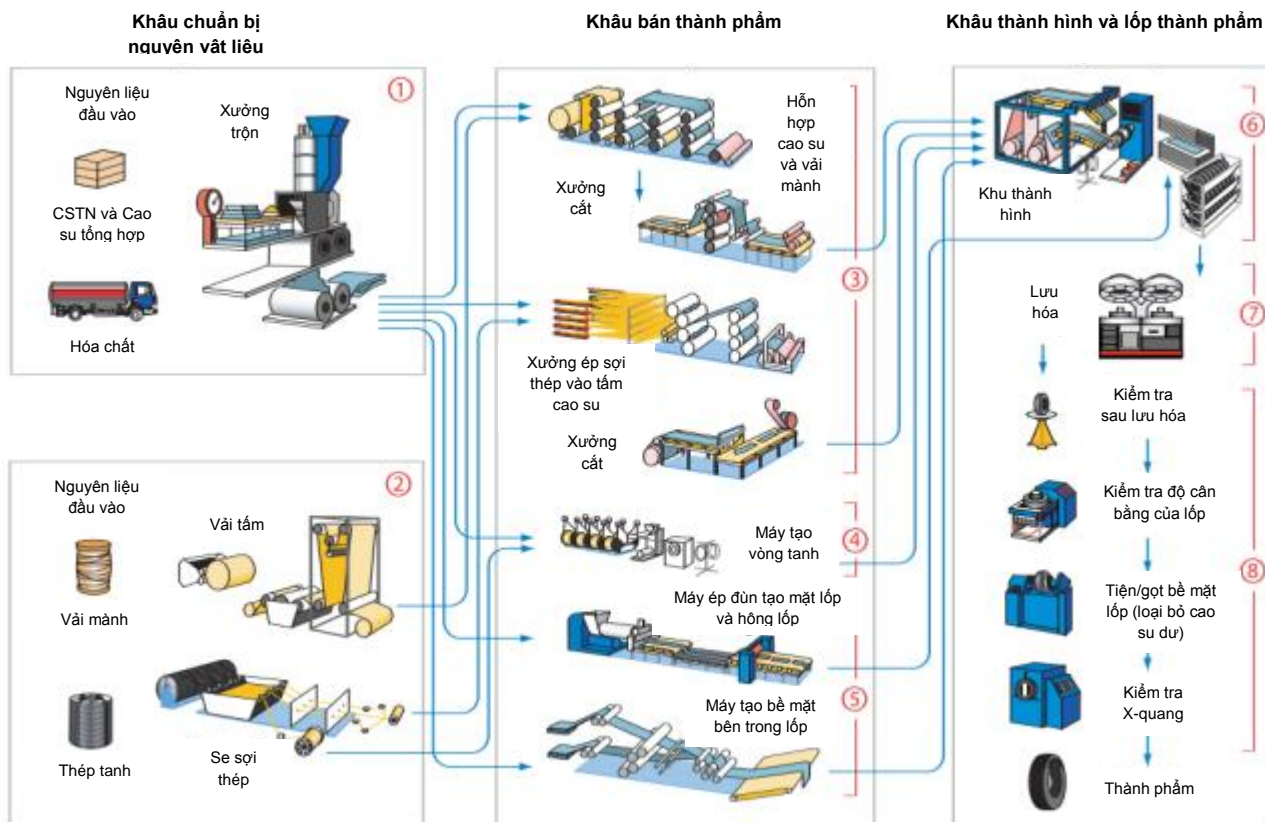 Khâu chuẩn bị
nguyên vật liệu
Khâu bán thành phẩm
Khâu thành hình và lốp thành phẩm
①
Nguyên liệu
đầu vào
Xưởng
trộn
CSTN và Cao
su tổng hợp
Hóa chất
②
Nguyên liệu
đầu vào
Vải tấm
Vải mành
Thép tanh
Se sợi
thép
Hỗn
hợp
cao su
và vải
mành
Xưởng
cắt
③
Xưởng ép sợi
thép vào tấm
cao su
Xưởng
cắt
Máy tạo
vòng tanh
④
Máy ép đùn tạo mặt lốp
và hông lốp
Máy tạo bề mặt
bên trong lốp
⑤
Khu thành
hình
⑥
Lưu
hóa
⑦
Kiểm tra
sau lưu hóa
Kiểm tra độ cân
bằng của lốp
Tiện/gọt bề mặt
lốp (loại bỏ cao
su dư)
⑧
Kiểm tra
X-quang
Thành phẩm